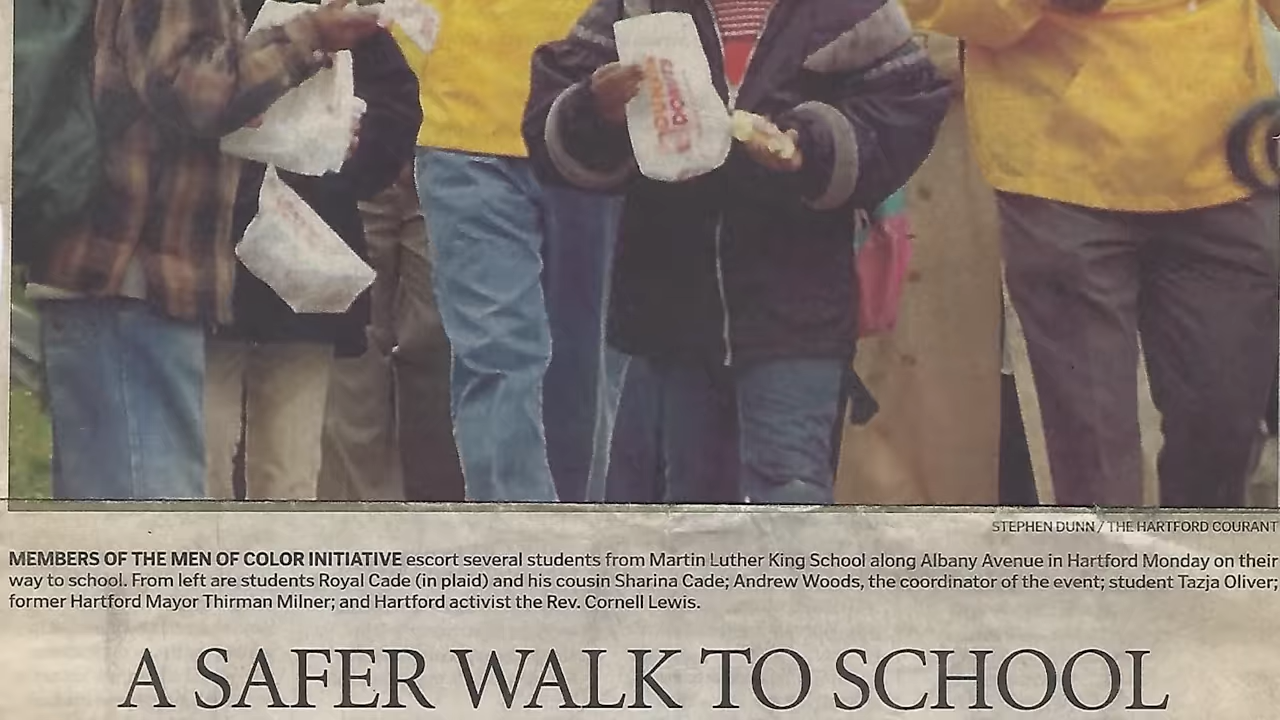 DUNKIN'
DONUTS
STEPHEN DUNN / THE HARTFORD COURANT
MEMBERS OF THE MEN OF COLOR INITIATIVE escort several students from Martin Luther King School along Albany Avenue in Hartford Monday on their
way to school. From left are students Royal Cade (in plaid) and his cousin Sharina Cade; Andrew Woods, the coordinator of the event; student Tazja Oliver;
former Hartford Mayor Thirman Milner; and Hartford activist the Rev. Cornell Lewis.
A SAFER WALK TO SCHOOL